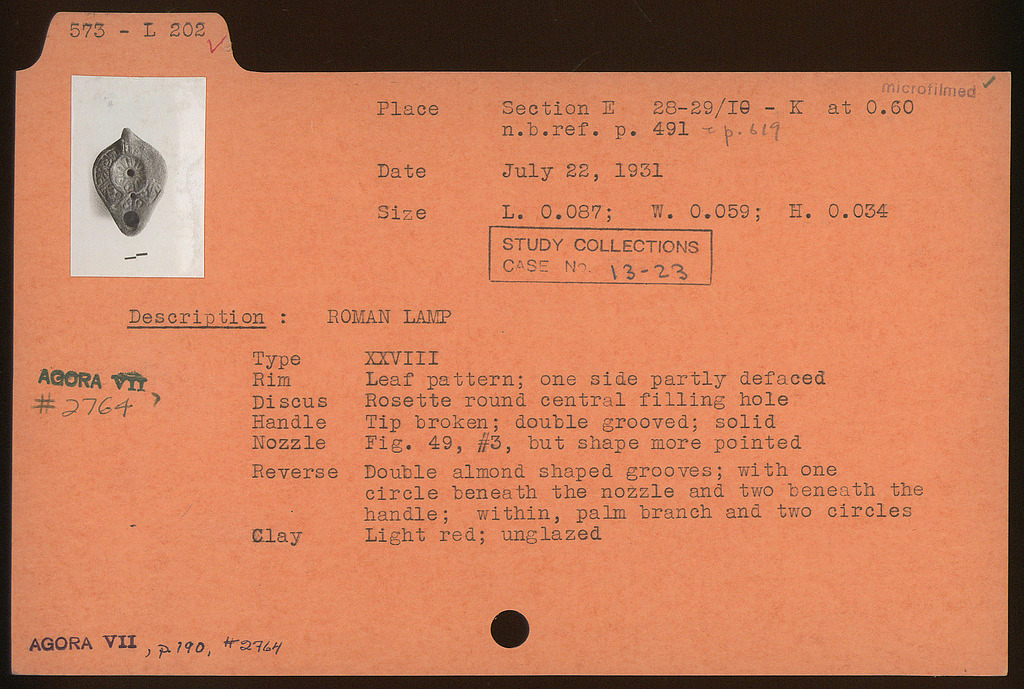 573 - L 202
microfilmed
Place Section E 28-29/Iθ - K at 0.60
n.b.ref. p. 491 p. 619
Date July 22, 1931
Size L. 0.087; W. 0.059; H. 0.034
STUDY COLLECTIONS
CASE No. 13-23
Description : ROMAN LAMP
Type XXVIII
AGORA VII,
# 2764
Rim Leaf pattern; one side partly defaced
Discus Rosette round central filling hole
Handle Tip broken; double grooved; solid
Nozzle Fig. 49, #3, but shape more pointed
Reverse Double almond shaped grooves; with one
circle beneath the nozzle and two beneath the
handle; within, palm branch and two circles
Clay Light red; unglazed
AGORA VII, p.190, #2764